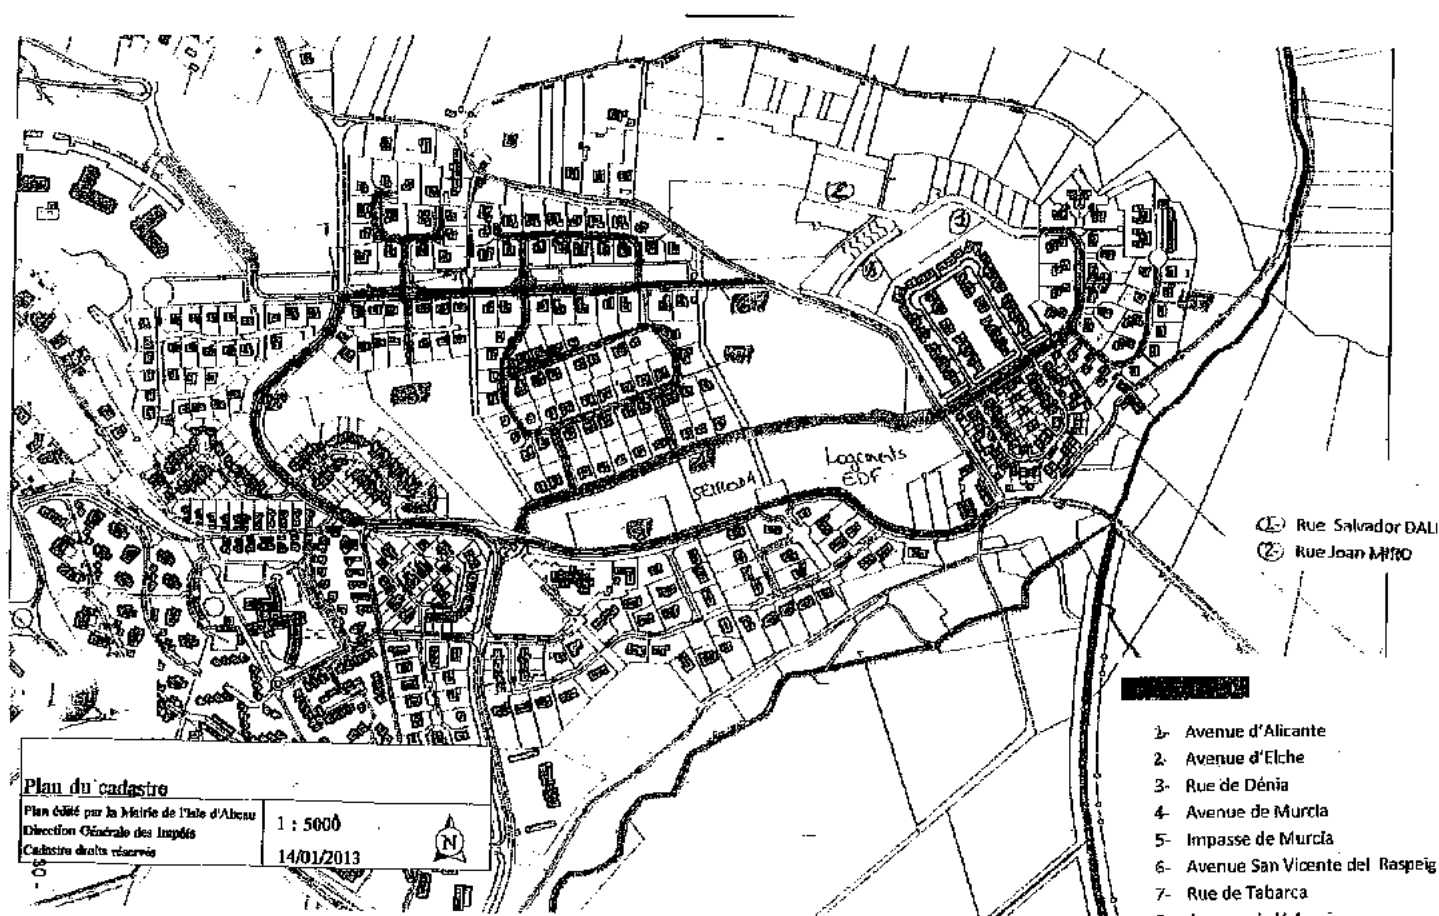 2
3
Logements
EDF
SEMCODA
1- Rue Salvador DALI
2- Rue Joan MIRO
1- Avenue d'Alicante
2- Avenue d'Elche
3- Rue de Dénia
4- Avenue de Murcia
5- Impasse de Murcia
6- Avenue San Vicente del Raspeig
7- Rue de Tabarca
Plan du cadastre
Plan édité par la Mairie de l'Isle d'Abeau
Direction Générale des Impôts
Cadastre droits réservés
1 : 5000
14/01/2013
N